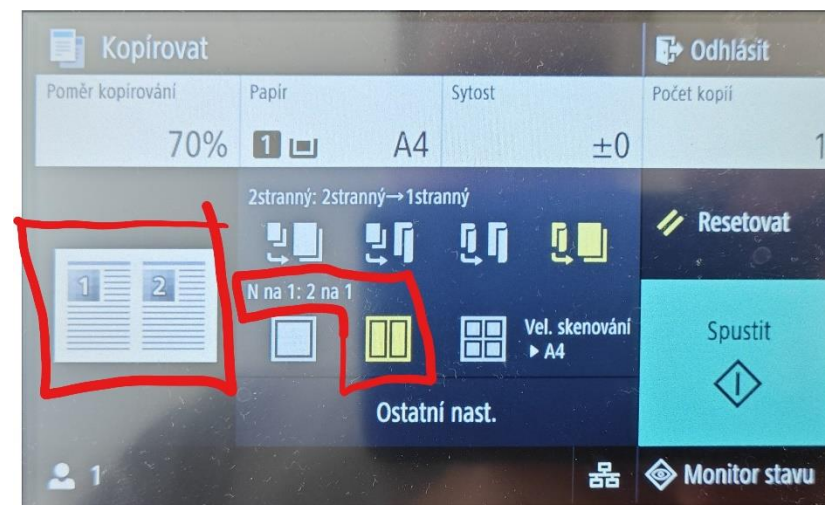 Kopírovat
Odhlásit
Poměr kopírování
Papír
Sytost
Počet kopií
70%
1
A4
±0
1
2stranný: 2stranný→1stranný
Resetovat
1 2
N na 1: 2 na 1
Vel. skenování
▶ A4
Spustit
Ostatní nast.
1
Monitor stavu